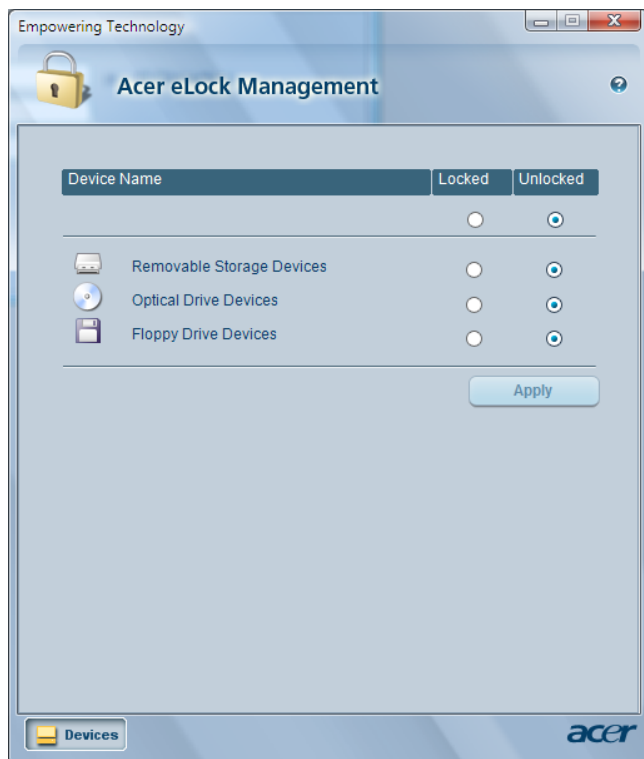 Empowering Technology
Acer eLock Management
Device Name Locked Unlocked
Removable Storage Devices
Optical Drive Devices
Floppy Drive Devices
Apply
Devices
acer